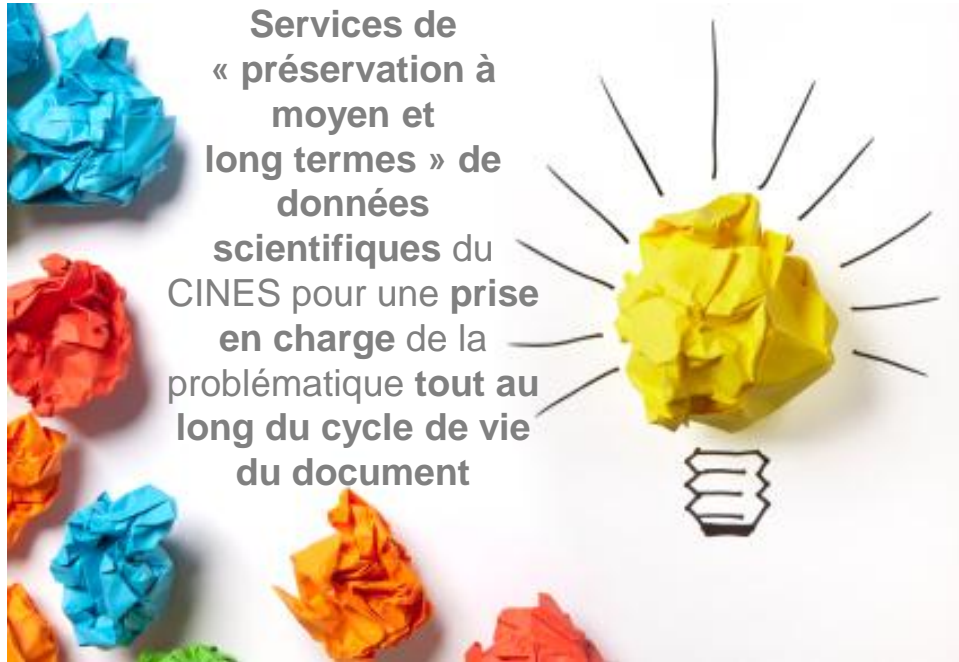 Services de
« préservation à
moyen et
long termes » de
données
scientifiques du
CINES pour une prise
en charge de la
problématique tout au
long du cycle de vie
du document